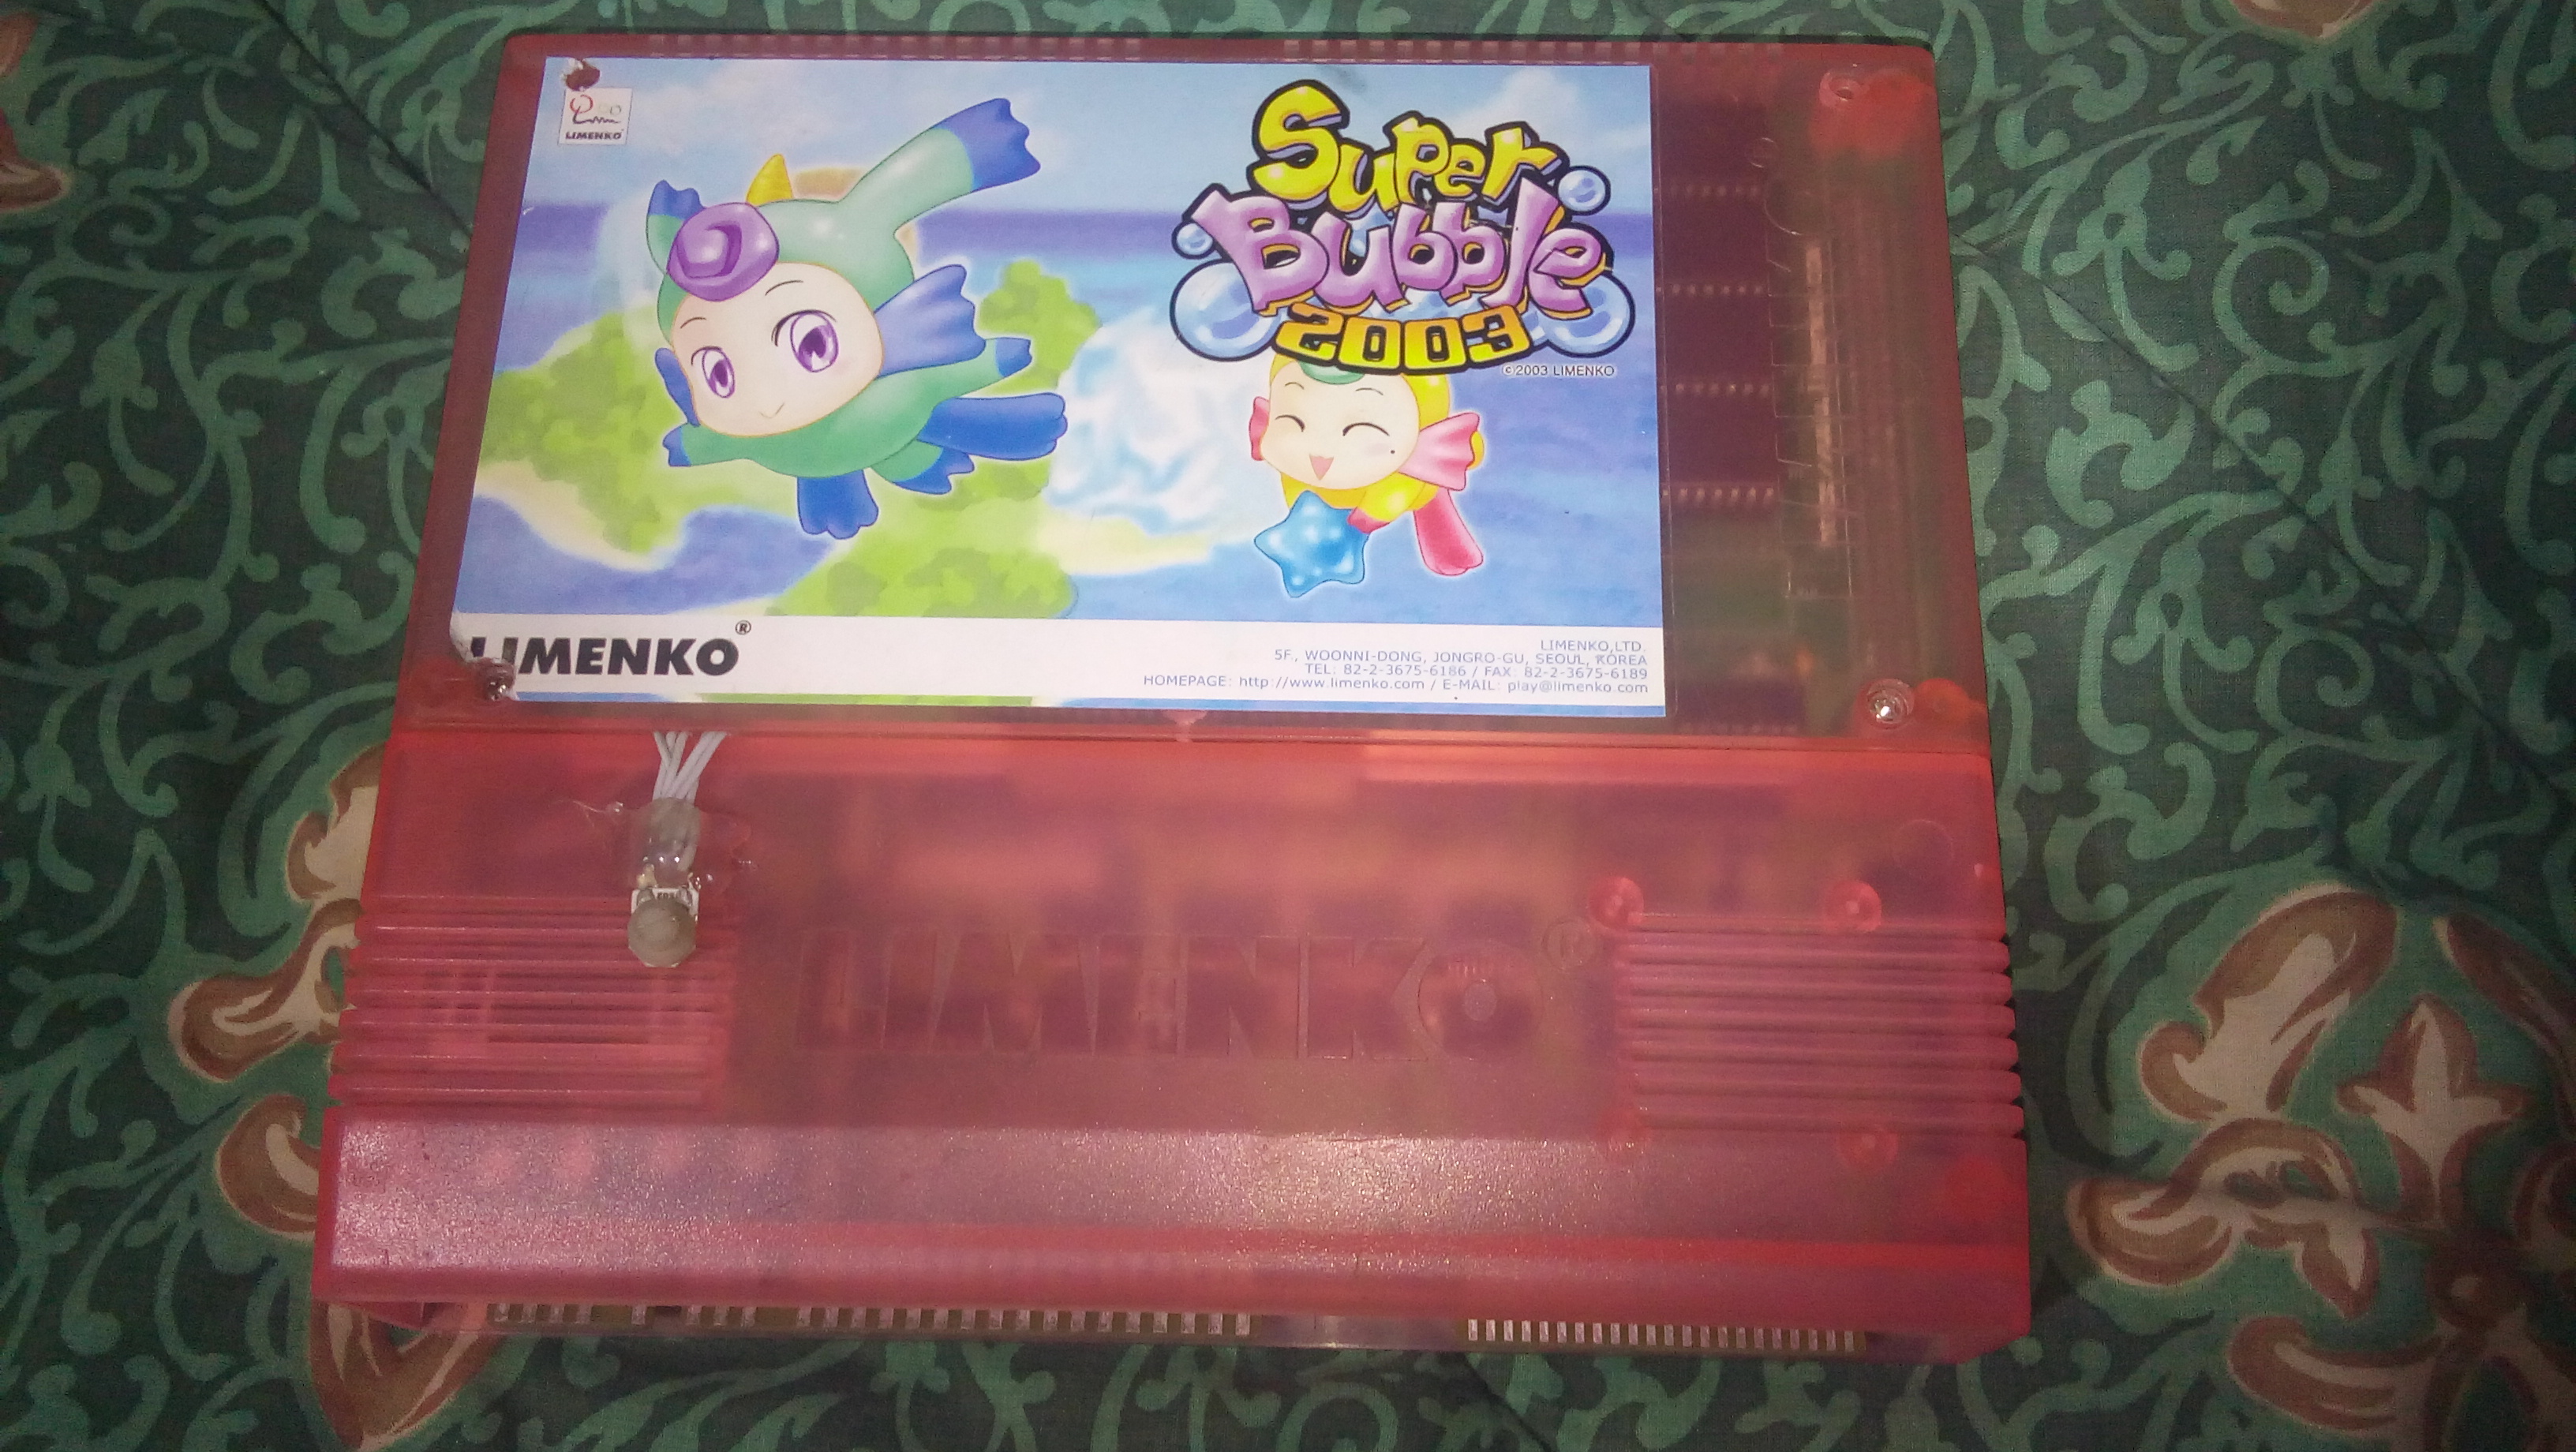 LIMENKO
Super
Bubble
2003
©2003 LIMENKO
LIMENKO®
LIMENKO,LTD.
5F., WOONNI-DONG, JONGRO-GU, SEOUL, KOREA
TEL: 82-2-3675-6186 / FAX: 82-2-3675-6189
HOMEPAGE: http://www.limenko.com / E-MAIL: play@limenko.com
LIMENKO®